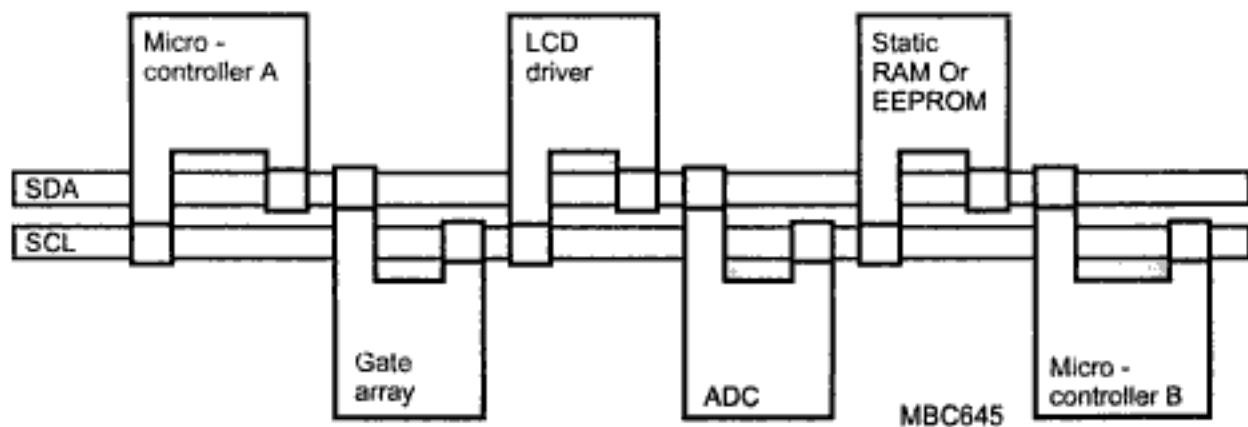 Micro -
controller A
LCD
driver
Static
RAM Or
EEPROM
SDA
SCL
Gate
array
ADC
Micro -
controller B
MBC645